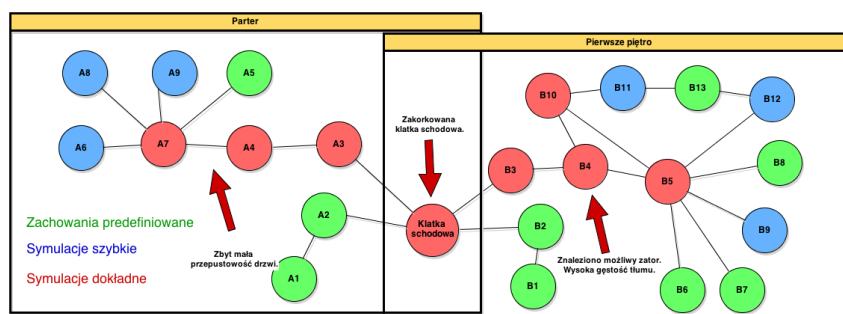 Parter
Pierwsze piętro
A8
A9
A5
A6
A7
A4
A3
Zakorkowana
klatka schodowa.
B10
B11
B13
B12
B3
B4
B5
B8
A2
Klatka
schodowa
B2
B9
Zachowania predefiniowane
Symulacje szybkie
Symulacje dokładne
Zbyt mała
przepustowość drzwi.
A1
Znaleziono możliwy zator.
Wysoka gęstość tłumu.
B1
B6
B7